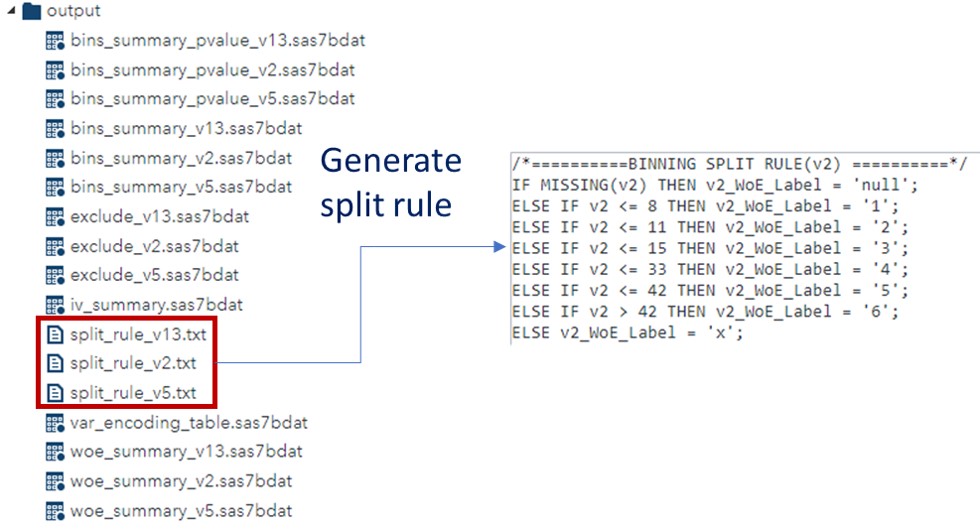 output
bins_summary_pvalue_v13.sas7bdat
bins_summary_pvalue_v2.sas7bdat
bins_summary_pvalue_v5.sas7bdat
bins_summary_v13.sas7bdat
bins_summary_v2.sas7bdat
bins_summary_v5.sas7bdat
exclude_v13.sas7bdat
exclude_v2.sas7bdat
exclude_v5.sas7bdat
iv_summary.sas7bdat
split_rule_v13.txt
split_rule_v2.txt
split_rule_v5.txt
var_encoding_table.sas7bdat
woe_summary_v13.sas7bdat
woe_summary_v2.sas7bdat
woe_summary_v5.sas7bdat
Generate
split rule
/*==========BINNING SPLIT RULE(v2) ==========*/
IF MISSING(v2) THEN v2_WoE_Label = 'null';
ELSE IF v2 <= 8 THEN v2_WoE_Label = '1';
ELSE IF v2 <= 11 THEN v2_WoE_Label = '2';
ELSE IF v2 <= 15 THEN v2_WoE_Label = '3';
ELSE IF v2 <= 33 THEN v2_WoE_Label = '4';
ELSE IF v2 <= 42 THEN v2_WoE_Label = '5';
ELSE IF v2 > 42 THEN v2_WoE_Label = '6';
ELSE v2_WoE_Label = 'x';